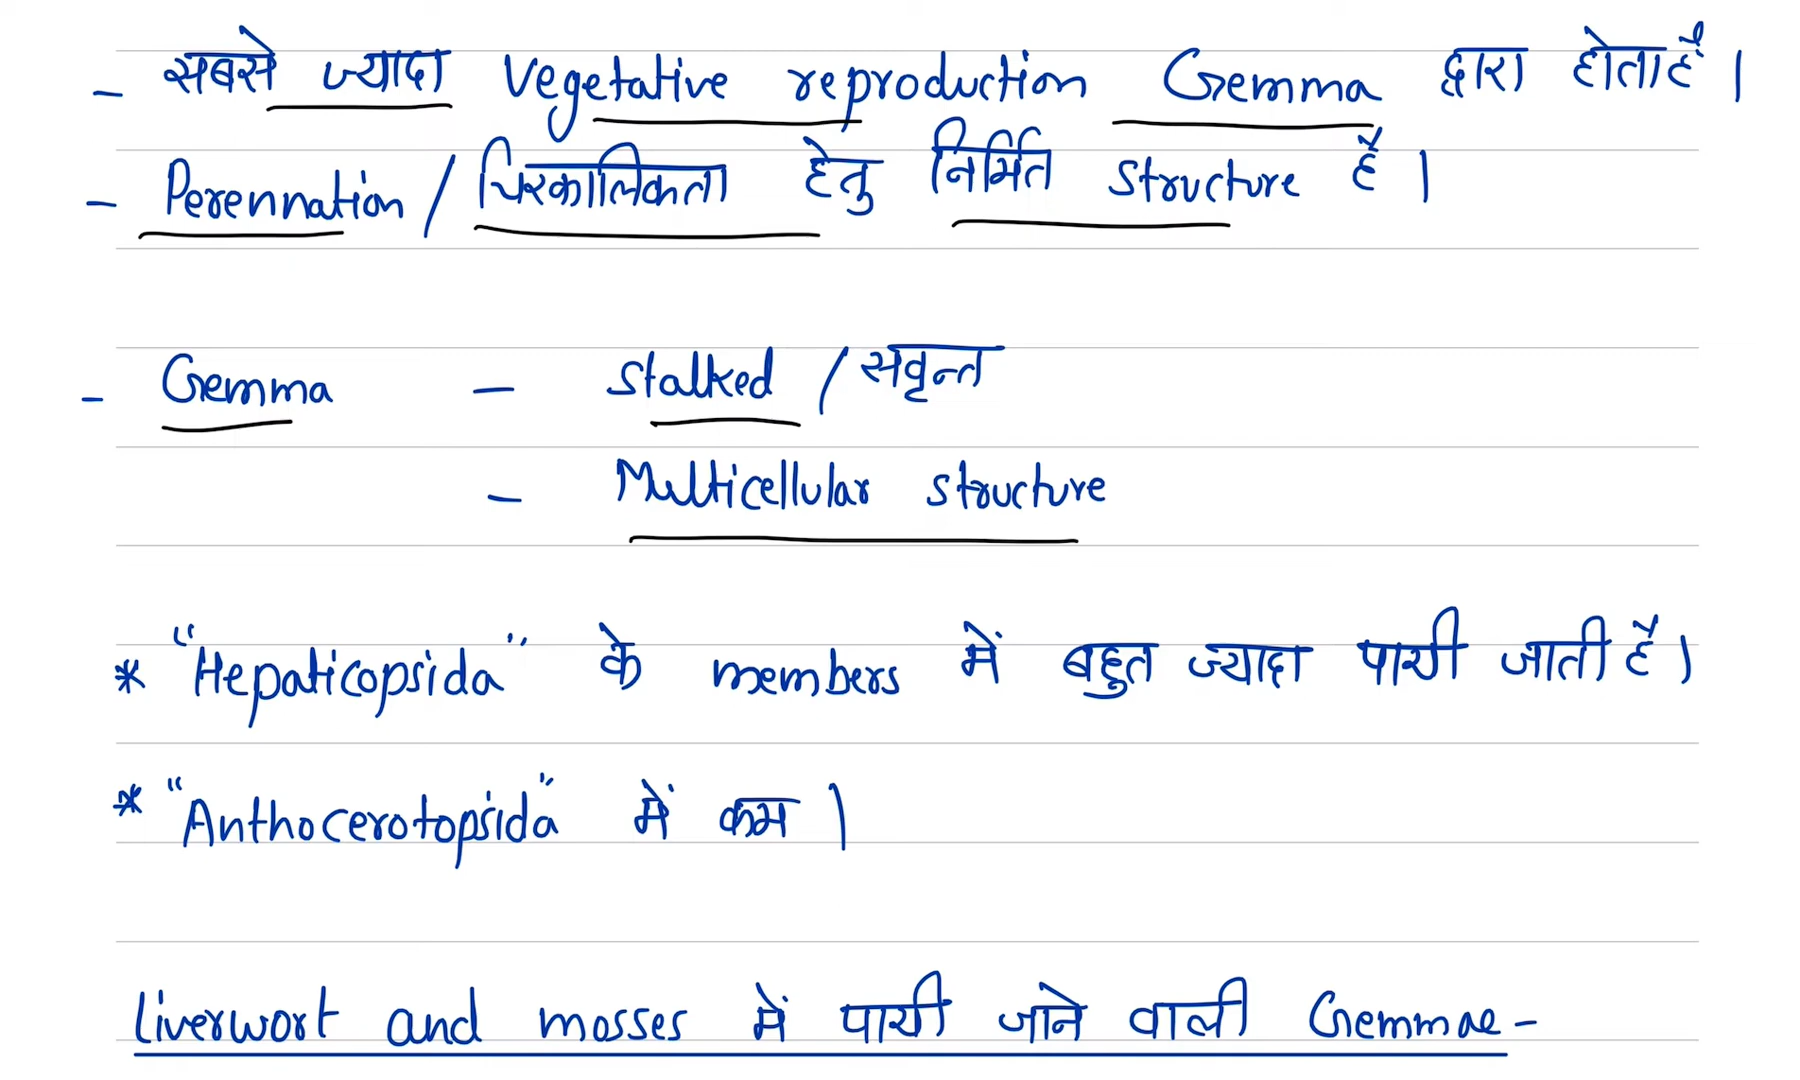 - सबसे ज्यादा Vegetative reproduction Gemma द्वारा होता है।
- Perennation / चिरकालिकता हेतु निर्मित structure है।
- Gemma - stalked / सवृन्त
- Multicellular structure
* "Hepaticopsida" के members में बहुत ज्यादा पायी जाती है।
* "Anthocerotopsida" में कम।
Liverwort and mosses में पायी जाने वाली Gemmae -